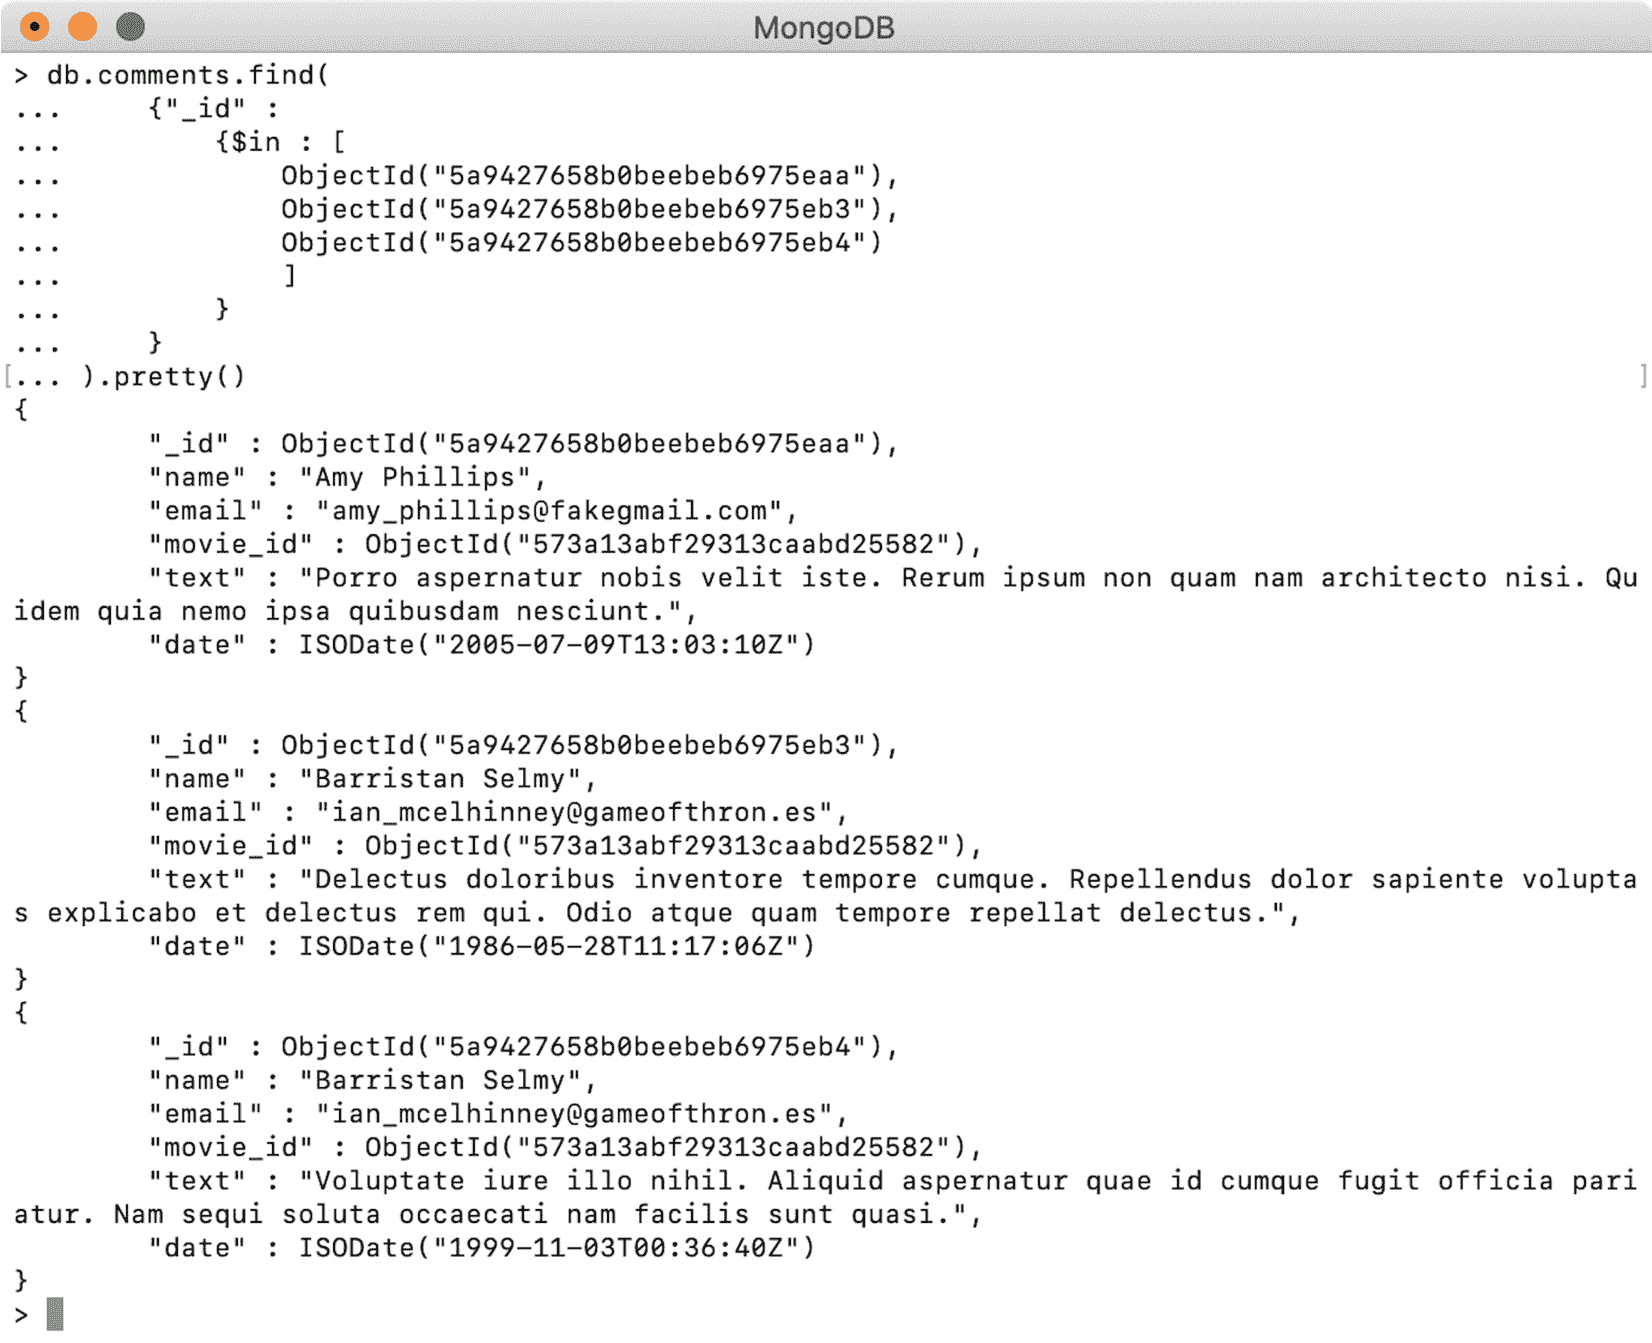 MongoDB
> db.comments.find(
...     {"_id" :
...         {$in : [
...             ObjectId("5a9427658b0beebeb6975eaa"),
...             ObjectId("5a9427658b0beebeb6975eb3"),
...             ObjectId("5a9427658b0beebeb6975eb4")
...             ]
...         }
...     }
[... ).pretty() ]
{
        "_id" : ObjectId("5a9427658b0beebeb6975eaa"),
        "name" : "Amy Phillips",
        "email" : "amy_phillips@fakegmail.com",
        "movie_id" : ObjectId("573a13abf29313caabd25582"),
        "text" : "Porro aspernatur nobis velit iste. Rerum ipsum non quam nam architecto nisi. Qu
idem quia nemo ipsa quibusdam nesciunt.",
        "date" : ISODate("2005-07-09T13:03:10Z")
}
{
        "_id" : ObjectId("5a9427658b0beebeb6975eb3"),
        "name" : "Barristan Selmy",
        "email" : "ian_mcelhinney@gameofthron.es",
        "movie_id" : ObjectId("573a13abf29313caabd25582"),
        "text" : "Delectus doloribus inventore tempore cumque. Repellendus dolor sapiente volupta
s explicabo et delectus rem qui. Odio atque quam tempore repellat delectus.",
        "date" : ISODate("1986-05-28T11:17:06Z")
}
{
        "_id" : ObjectId("5a9427658b0beebeb6975eb4"),
        "name" : "Barristan Selmy",
        "email" : "ian_mcelhinney@gameofthron.es",
        "movie_id" : ObjectId("573a13abf29313caabd25582"),
        "text" : "Voluptate iure illo nihil. Aliquid aspernatur quae id cumque fugit officia pari
atur. Nam sequi soluta occaecati nam facilis sunt quasi.",
        "date" : ISODate("1999-11-03T00:36:40Z")
}
>